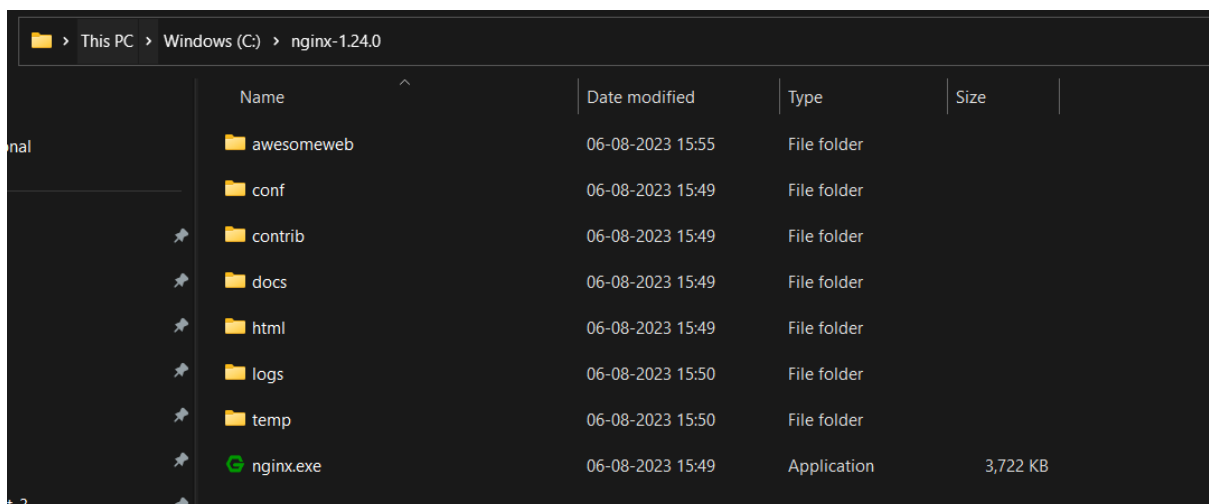 This PC > Windows (C:) > nginx-1.24.0
Name Date modified Type Size
onal
awesomeweb 06-08-2023 15:55 File folder
conf 06-08-2023 15:49 File folder
contrib 06-08-2023 15:49 File folder
docs 06-08-2023 15:49 File folder
html 06-08-2023 15:49 File folder
logs 06-08-2023 15:50 File folder
temp 06-08-2023 15:50 File folder
nginx.exe 06-08-2023 15:49 Application 3,722 KB